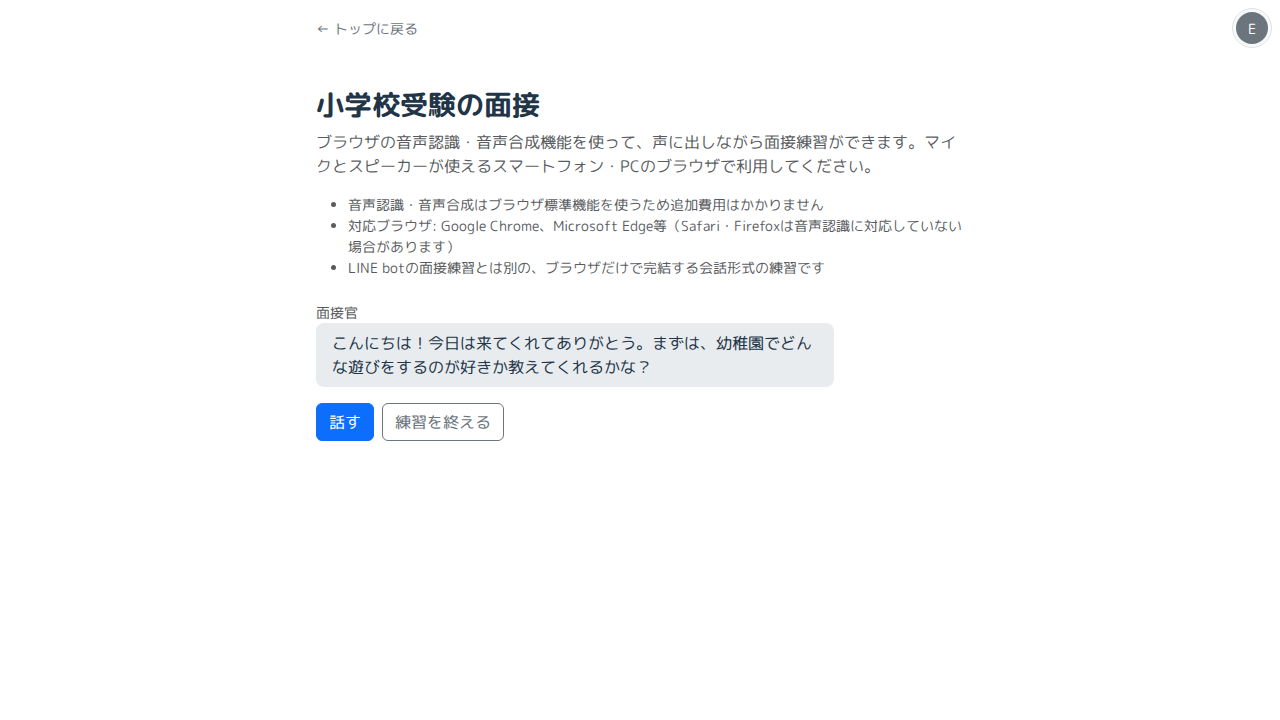 ← トップに戻る
E
小学校受験の面接
ブラウザの音声認識・音声合成機能を使って、声に出しながら面接練習ができます。マイ
クとスピーカーが使えるスマートフォン・PCのブラウザで利用してください。
• 音声認識・音声合成はブラウザ標準機能を使うため追加費用はかかりません
• 対応ブラウザ: Google Chrome、Microsoft Edge等（Safari・Firefoxは音声認識に対応していない
場合があります）
• LINE botの面接練習とは別の、ブラウザだけで完結する会話形式の練習です
面接官
こんにちは！今日は来てくれてありがとう。まずは、幼稚園でどん
な遊びをするのが好きか教えてくれるかな？
話す 練習を終える